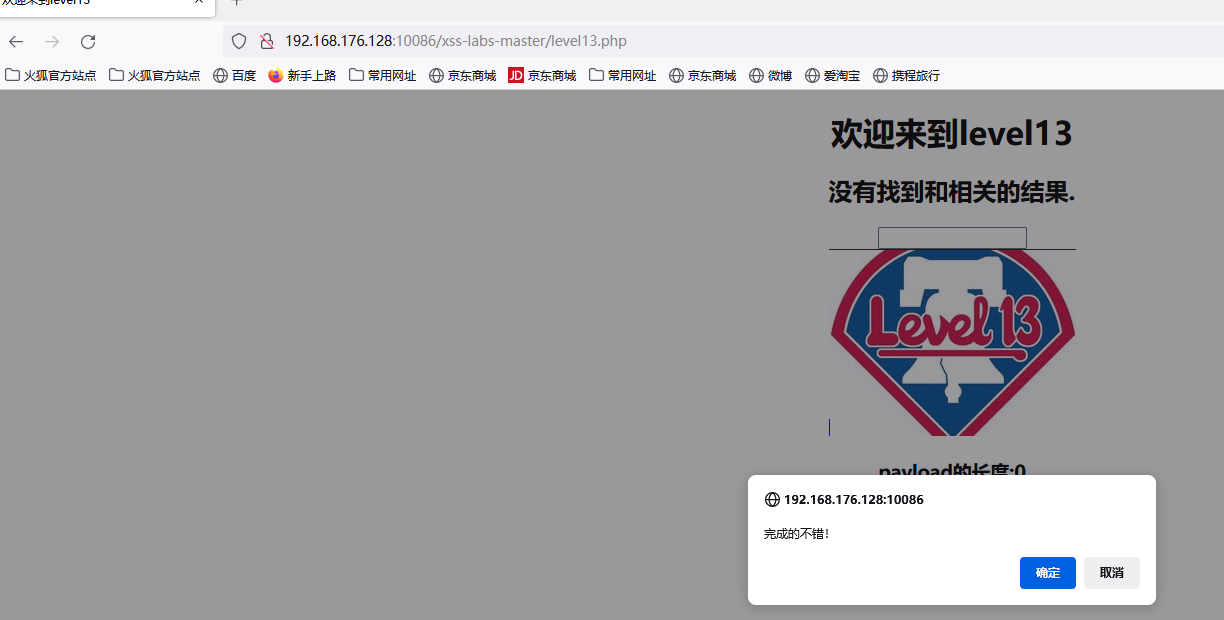 欢迎来到level13
192.168.176.128:10086/xss-labs-master/level13.php
火狐官方站点 火狐官方站点 百度 新手上路 常用网址 京东商城 JD 京东商城 常用网址 京东商城 微博 爱淘宝 携程旅行
欢迎来到level13
没有找到和相关的结果.
Level 13
payload的长度:0
192.168.176.128:10086
完成的不错!
确定 取消